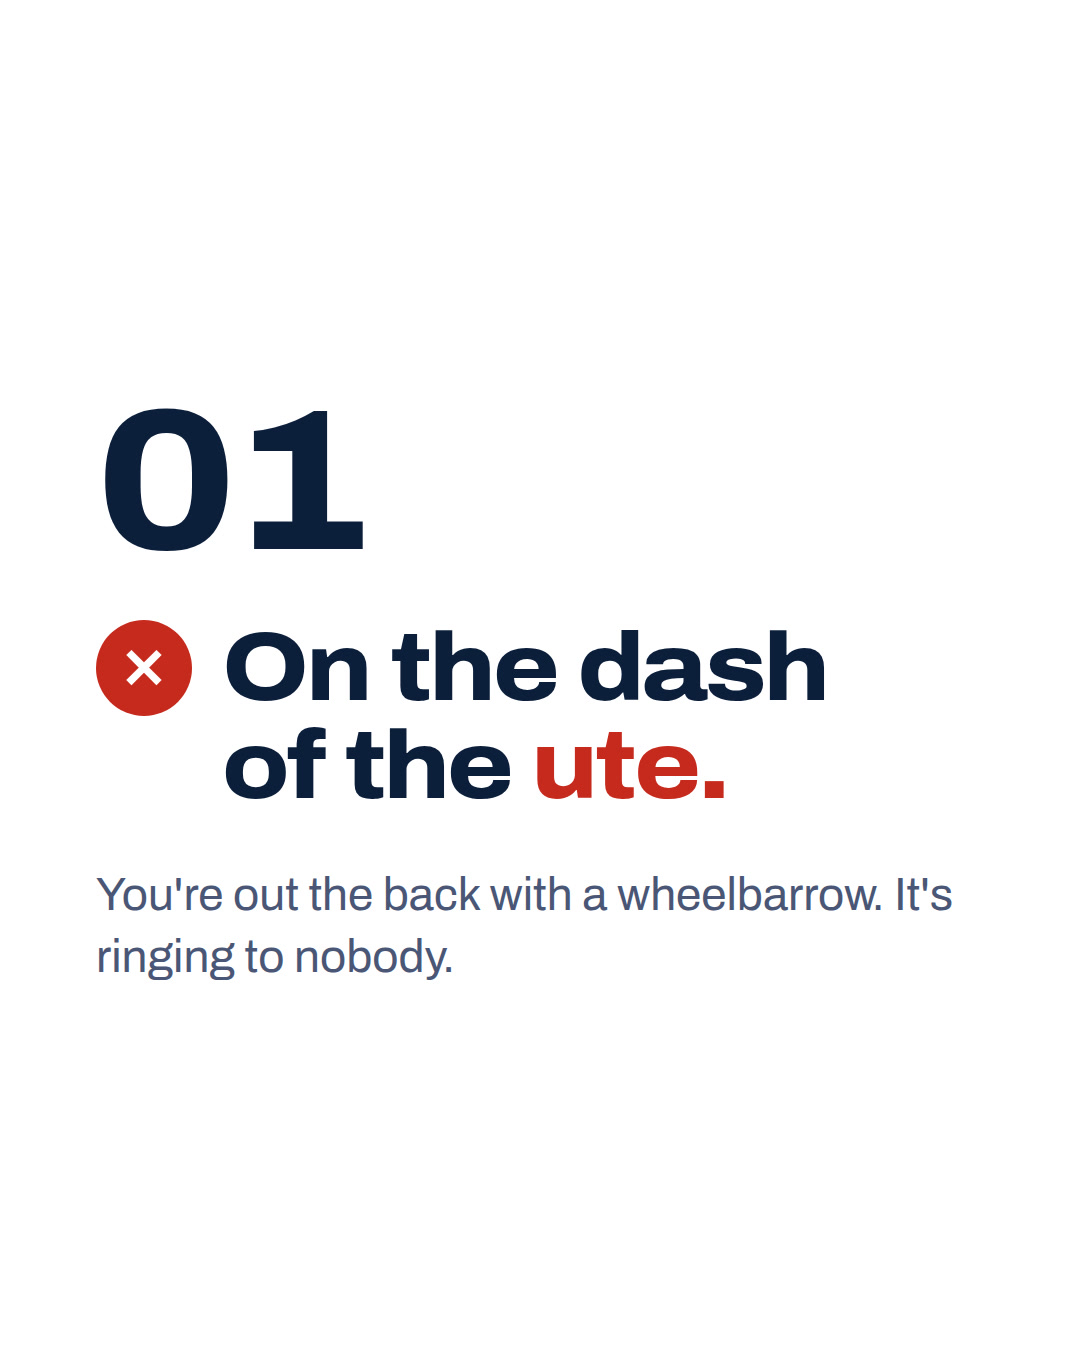 01
On the dash
of the ute.
You're out the back with a wheelbarrow. It's
ringing to nobody.